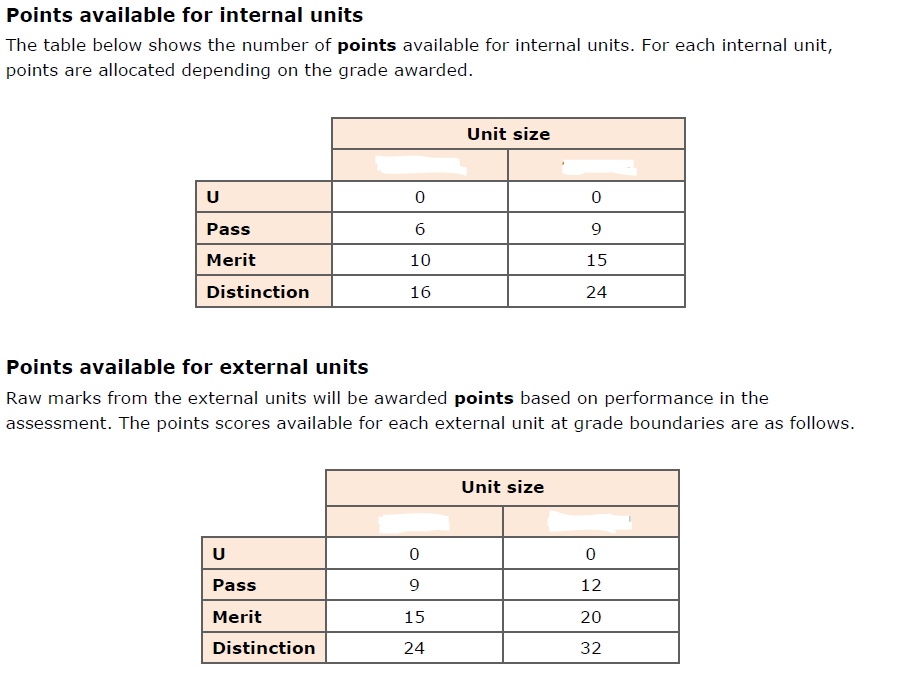 Points available for internal units
The table below shows the number of points available for internal units. For each internal unit,
points are allocated depending on the grade awarded.
Unit size
U 0 0
Pass 6 9
Merit 10 15
Distinction 16 24
Points available for external units
Raw marks from the external units will be awarded points based on performance in the
assessment. The points scores available for each external unit at grade boundaries are as follows.
Unit size
U 0 0
Pass 9 12
Merit 15 20
Distinction 24 32